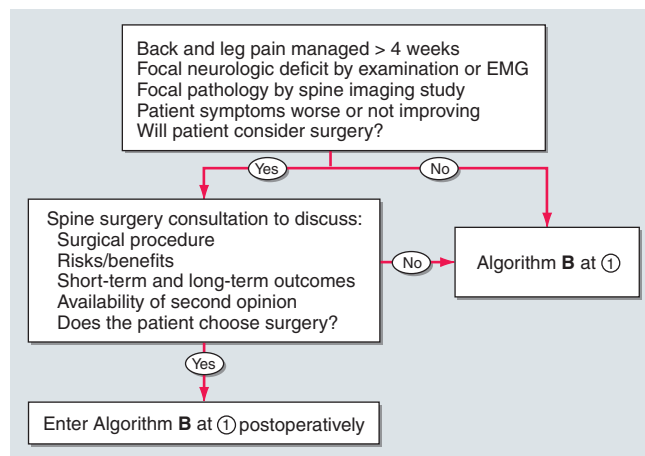 Back and leg pain managed > 4 weeks
Focal neurologic deficit by examination or EMG
Focal pathology by spine imaging study
Patient symptoms worse or not improving
Will patient consider surgery?
Yes
No
Spine surgery consultation to discuss:
Surgical procedure
Risks/benefits
Short-term and long-term outcomes
Availability of second opinion
Does the patient choose surgery?
No
Algorithm B at ①
Yes
Enter Algorithm B at ① postoperatively